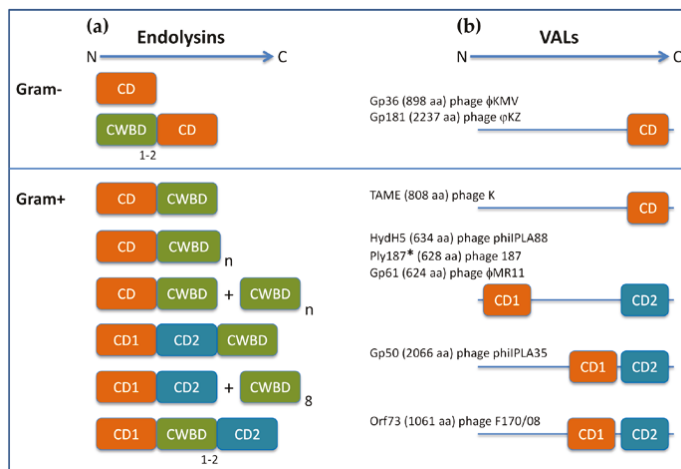 (a) (b)
Endolysins VALs
N C N C
Gram-
CD
CWBD CD
1-2
Gp36 (898 aa) phage ϕKMV
Gp181 (2237 aa) phage φKZ
CD
Gram+
CD CWBD
TAME (808 aa) phage K
CD
CD CWBD n
HydH5 (634 aa) phage phiIPLA88
Ply187* (628 aa) phage 187
Gp61 (624 aa) phage ϕMR11
CD CWBD + CWBD n
CD1 CD2
CD1 CD2 CWBD
Gp50 (2066 aa) phage phiIPLA35
CD1 CD2
CD1 CD2 + CWBD 8
Orf73 (1061 aa) phage F170/08
CD1 CWBD CD2
1-2
CD1 CD2